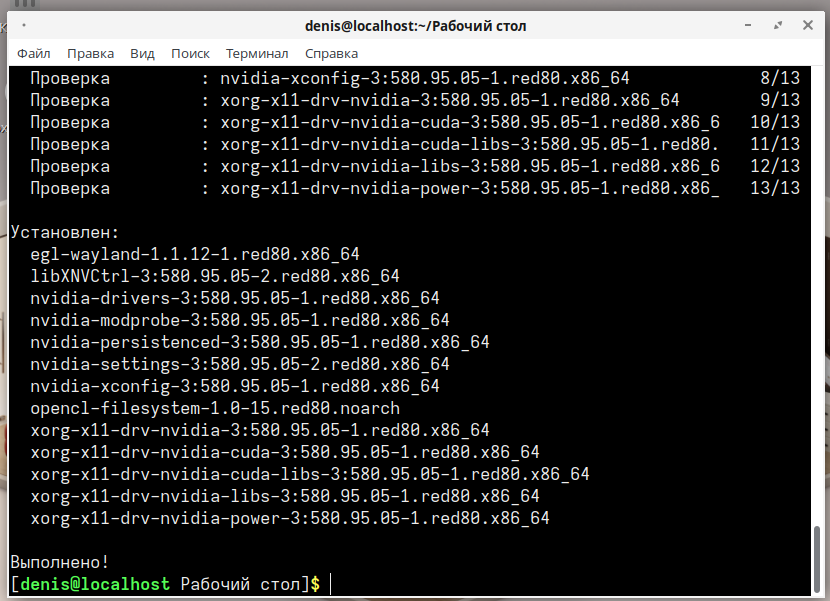 denis@localhost:~/Рабочий стол
Файл Правка Вид Поиск Терминал Справка
Проверка : nvidia-xconfig-3:580.95.05-1.red80.x86_64 8/13
Проверка : xorg-x11-drv-nvidia-3:580.95.05-1.red80.x86_64 9/13
Проверка : xorg-x11-drv-nvidia-cuda-3:580.95.05-1.red80.x86_6 10/13
Проверка : xorg-x11-drv-nvidia-cuda-libs-3:580.95.05-1.red80. 11/13
Проверка : xorg-x11-drv-nvidia-libs-3:580.95.05-1.red80.x86_6 12/13
Проверка : xorg-x11-drv-nvidia-power-3:580.95.05-1.red80.x86_ 13/13
Установлен:
egl-wayland-1.1.12-1.red80.x86_64
libXNVCtrl-3:580.95.05-2.red80.x86_64
nvidia-drivers-3:580.95.05-1.red80.x86_64
nvidia-modprobe-3:580.95.05-1.red80.x86_64
nvidia-persistenced-3:580.95.05-1.red80.x86_64
nvidia-settings-3:580.95.05-2.red80.x86_64
nvidia-xconfig-3:580.95.05-1.red80.x86_64
opencl-filesystem-1.0-15.red80.noarch
xorg-x11-drv-nvidia-3:580.95.05-1.red80.x86_64
xorg-x11-drv-nvidia-cuda-3:580.95.05-1.red80.x86_64
xorg-x11-drv-nvidia-cuda-libs-3:580.95.05-1.red80.x86_64
xorg-x11-drv-nvidia-libs-3:580.95.05-1.red80.x86_64
xorg-x11-drv-nvidia-power-3:580.95.05-1.red80.x86_64
Выполнено!
[denis@localhost Рабочий стол]$